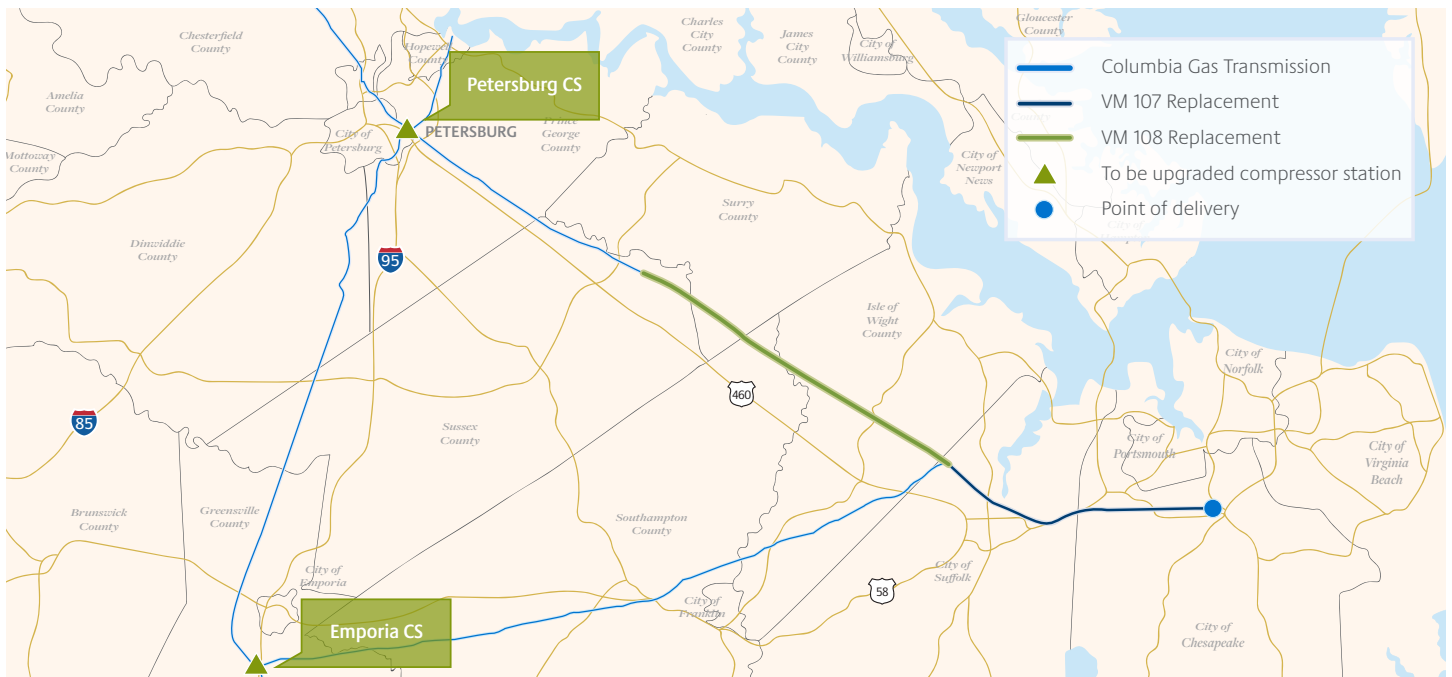 Chesterfield
County
Hopewel
County
Charles
City
County
James
City
County
City of
Williamsburg
Gloucester
County
Columbia Gas Transmission
VM 107 Replacement
VM 108 Replacement
To be upgraded compressor station
Point of delivery
Petersburg CS
Amelia
County
City of
Petersburg
PETERSBURG
Prince
George
County
Nottoway
County
City of
Newport
News
County
City of
Surry
County
Dinwiddie
County
95
Isle of
Wight
County
City of
Norfolk
460
85
Sussex
County
City of
Portsmouth
City of
Virginia
Beach
Brunswick
County
Greensville
County
Southampton
County
City of
Emporia
City of
Suffolk
58
City of
Franklin
Emporia CS
City of
Chesapeake